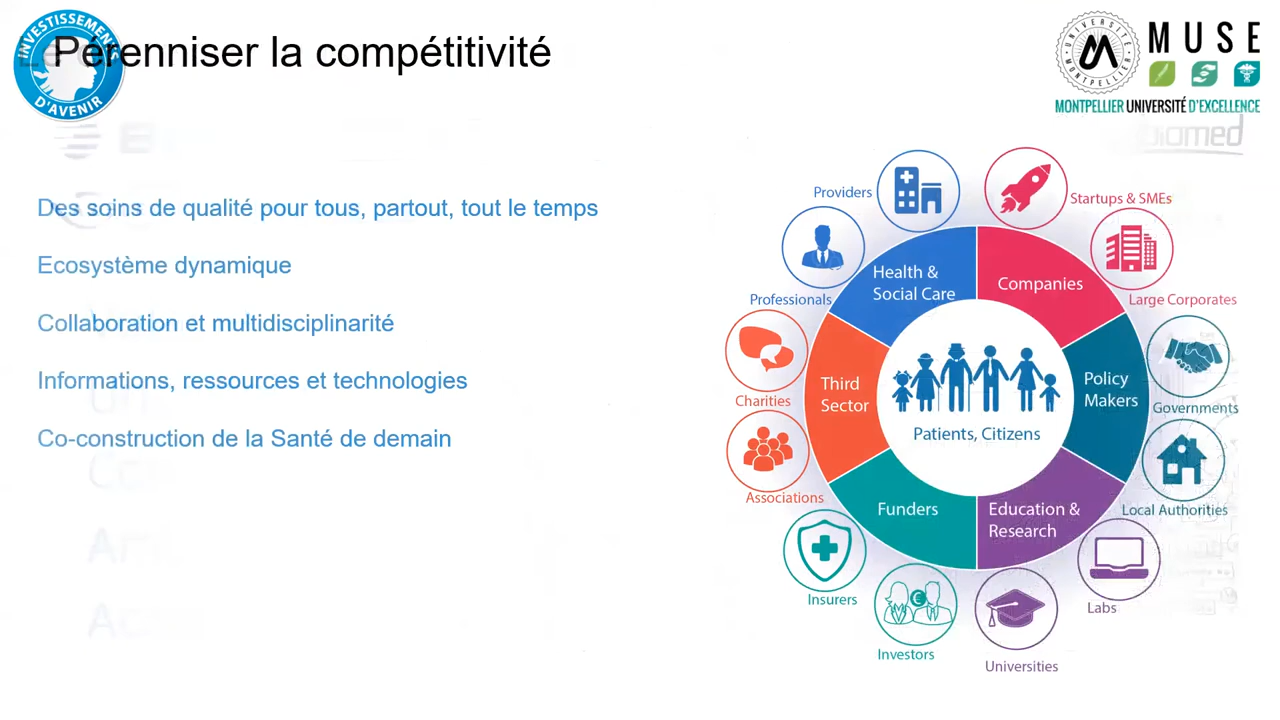 Pérenniser la compétitivité
INVESTISSEMENTS
D'AVENIR
UNIVERSITÉ
MONTPELLIER
MUSE
MONTPELLIER UNIVERSITÉ D'EXCELLENCE
Biomed
Des soins de qualité pour tous, partout, tout le temps
Ecosystème dynamique
Collaboration et multidisciplinarité
Informations, ressources et technologies
Co-construction de la Santé de demain
Providers
Startups & SMEs
Professionals
Large Corporates
Health &
Social Care
Companies
Charities
Third
Sector
Policy
Makers
Governments
Patients, Citizens
Associations
Local Authorities
Funders
Education &
Research
Insurers
Labs
Investors
Universities